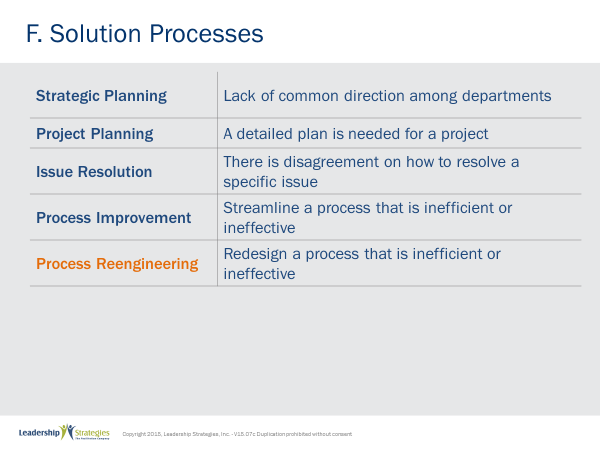 F. Solution Processes
Strategic Planning
Lack of common direction among departments
Project Planning
A detailed plan is needed for a project
Issue Resolution
There is disagreement on how to resolve a
specific issue
Process Improvement
Streamline a process that is inefficient or
ineffective
Process Reengineering
Redesign a process that is inefficient or
ineffective
Leadership Strategies
The Facilitation Company
Copyright 2015, Leadership Strategies, Inc. - V15.07c Duplication prohibited without consent